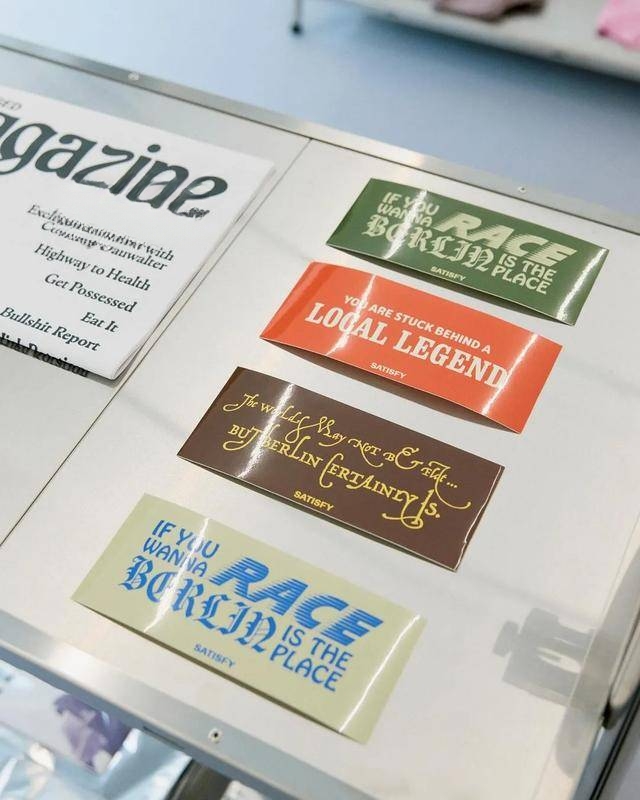 agazine
Highway to Health
Get Possessed
Eat It
Bullshit Report
IF YOU
WANNA RACE
BERLIN IS THE
PLACE
SATISFY
YOU ARE STUCK BEHIND A
LOCAL LEGEND
SATISFY
The World May NOT BE Flat...
BUT BERLIN CERTAINLY IS.
SATISFY
IF YOU
WANNA RACE
BERLIN IS THE
PLACE
SATISFY